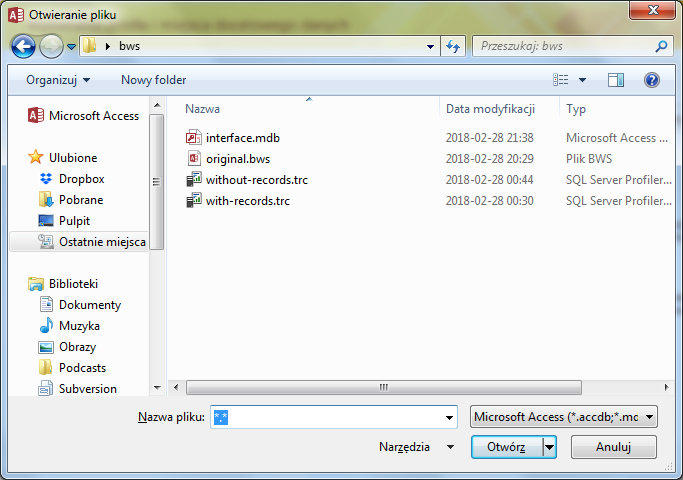 Otwieranie pliku
bws
Przeszukaj: bws
Organizuj
Nowy folder
Nazwa
Data modyfikacji
Typ
Microsoft Access
Ulubione
Dropbox
Pobrane
Pulpit
Ostatnie miejsca
Biblioteki
Dokumenty
Muzyka
Obrazy
Podcasts
Subversion
interface.mdb 2018-02-28 21:38 Microsoft Access ...
original.bws 2018-02-28 20:29 Plik BWS
without-records.trc 2018-02-28 00:44 SQL Server Profiler...
with-records.trc 2018-02-28 00:30 SQL Server Profiler...
Nazwa pliku: *.*
Microsoft Access (*.accdb;*.mc
Narzędzia
Otwórz
Anuluj